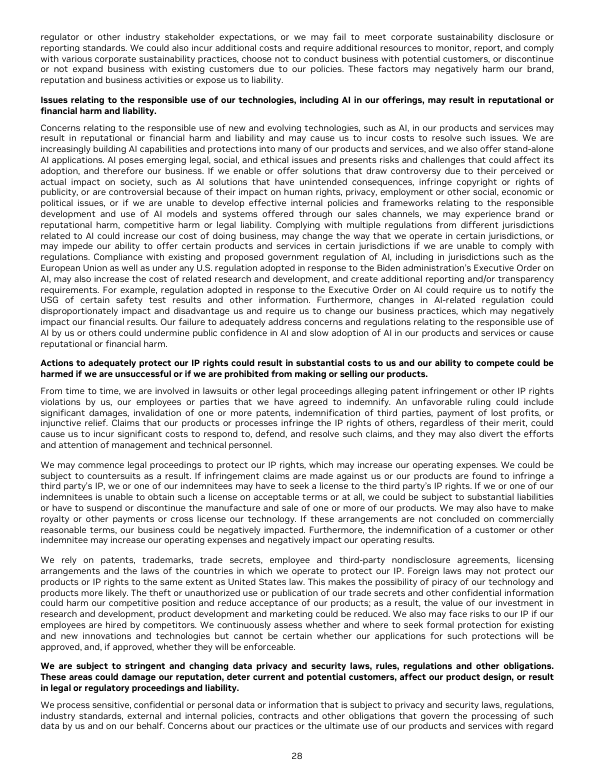 regulator or other industry stakeholder expectations, or we may fail to meet corporate sustainability disclosure or
reporting standards. We could also incur additional costs and require additional resources to monitor, report, and comply
with various corporate sustainability practices, choose not to conduct business with potential customers, or discontinue
or not expand business with existing customers due to our policies. These factors may negatively harm our brand,
reputation and business activities or expose us to liability.
Issues relating to the responsible use of our technologies, including AI in our offerings, may result in reputational or
financial harm and liability.
Concerns relating to the responsible use of new and evolving technologies, such as AI, in our products and services may
result in reputational or financial harm and liability and may cause us to incur costs to resolve such issues. We are
increasingly building AI capabilities and protections into many of our products and services, and we also offer stand-alone
AI applications. AI poses emerging legal, social, and ethical issues and presents risks and challenges that could affect its
adoption, and therefore our business. If we enable or offer solutions that draw controversy due to their perceived or
actual impact on society, such as AI solutions that have unintended consequences, infringe copyright or rights of
publicity, or are controversial because of their impact on human rights, privacy, employment or other social, economic or
political issues, or if we are unable to develop effective internal policies and frameworks relating to the responsible
development and use of AI models and systems offered through our sales channels, we may experience brand or
reputational harm, competitive harm or legal liability. Complying with multiple regulations from different jurisdictions
related to AI could increase our cost of doing business, may change the way that we operate in certain jurisdictions, or
may impede our ability to offer certain products and services in certain jurisdictions if we are unable to comply with
regulations. Compliance with existing and proposed government regulation of AI, including in jurisdictions such as the
European Union as well as under any U.S. regulation adopted in response to the Biden administration's Executive Order on
AI, may also increase the cost of related research and development, and create additional reporting and/or transparency
requirements. For example, regulation adopted in response to the Executive Order on AI could require us to notify the
USG of certain safety test results and other information. Furthermore, changes in AI-related regulation could
disproportionately impact and disadvantage us and require us to change our business practices, which may negatively
impact our financial results. Our failure to adequately address concerns and regulations relating to the responsible use of
AI by us or others could undermine public confidence in AI and slow adoption of AI in our products and services or cause
reputational or financial harm.
Actions to adequately protect our IP rights could result in substantial costs to us and our ability to compete could be
harmed if we are unsuccessful or if we are prohibited from making or selling our products.
From time to time, we are involved in lawsuits or other legal proceedings alleging patent infringement or other IP rights
violations by us, our employees or parties that we have agreed to indemnify. An unfavorable ruling could include
significant damages, invalidation of one or more patents, indemnification of third parties, payment of lost profits, or
injunctive relief. Claims that our products or processes infringe the IP rights of others, regardless of their merit, could
cause us to incur significant costs to respond to, defend, and resolve such claims, and they may also divert the efforts
and attention of management and technical personnel.
We may commence legal proceedings to protect our IP rights, which may increase our operating expenses. We could be
subject to countersuits as a result. If infringement claims are made against us or our products are found to infringe a
third party's IP, we or one of our indemnitees may have to seek a license to the third party's IP rights. If we or one of our
indemnitees is unable to obtain such a license on acceptable terms or at all, we could be subject to substantial liabilities
or have to suspend or discontinue the manufacture and sale of one or more of our products. We may also have to make
royalty or other payments or cross license our technology. If these arrangements are not concluded on commercially
reasonable terms, our business could be negatively impacted. Furthermore, the indemnification of a customer or other
indemnitee may increase our operating expenses and negatively impact our operating results.
We rely on patents, trademarks, trade secrets, employee and third-party nondisclosure agreements, licensing
arrangements and the laws of the countries in which we operate to protect our IP. Foreign laws may not protect our
products or IP rights to the same extent as United States law. This makes the possibility of piracy of our technology and
products more likely. The theft or unauthorized use or publication of our trade secrets and other confidential information
could harm our competitive position and reduce acceptance of our products; as a result, the value of our investment in
research and development, product development and marketing could be reduced. We also may face risks to our IP if our
employees are hired by competitors. We continuously assess whether and where to seek formal protection for existing
and new innovations and technologies but cannot be certain whether our applications for such protections will be
approved, and, if approved, whether they will be enforceable.
We are subject to stringent and changing data privacy and security laws, rules, regulations and other obligations.
These areas could damage our reputation, deter current and potential customers, affect our product design, or result
in legal or regulatory proceedings and liability.
We process sensitive, confidential or personal data or information that is subject to privacy and security laws, regulations,
industry standards, external and internal policies, contracts and other obligations that govern the processing of such
data by us and on our behalf. Concerns about our practices or the ultimate use of our products and services with regard
28